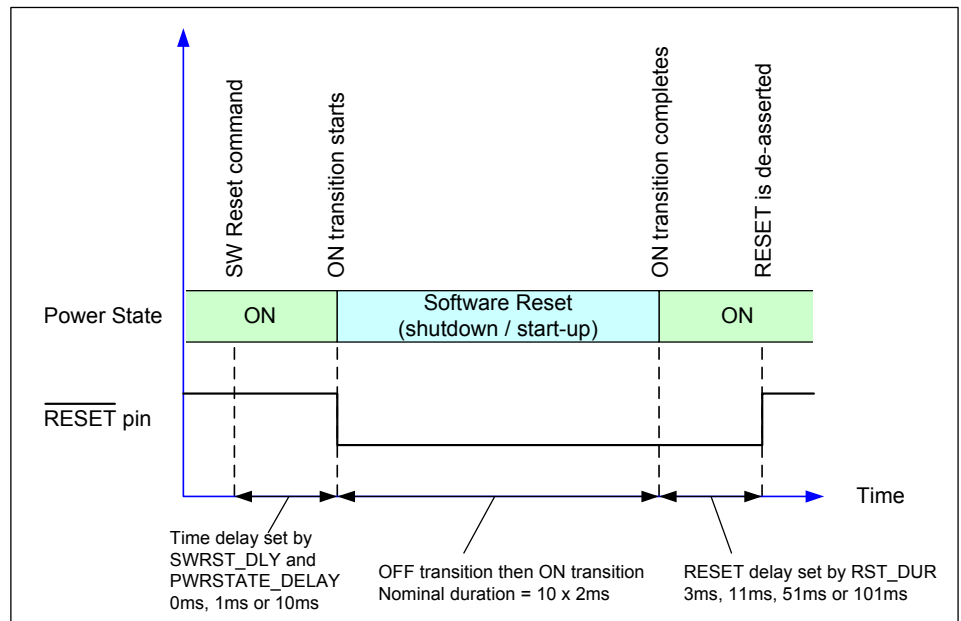 SW Reset command
ON transition starts
ON transition completes
RESET is de-asserted
Power State
ON
Software Reset
(shutdown / start-up)
ON
RESET pin
Time
Time delay set by
SWRST_DLY and
PWRSTATE_DELAY
0ms, 1ms or 10ms
OFF transition then ON transition
Nominal duration = 10 x 2ms
RESET delay set by RST_DUR
3ms, 11ms, 51ms or 101ms